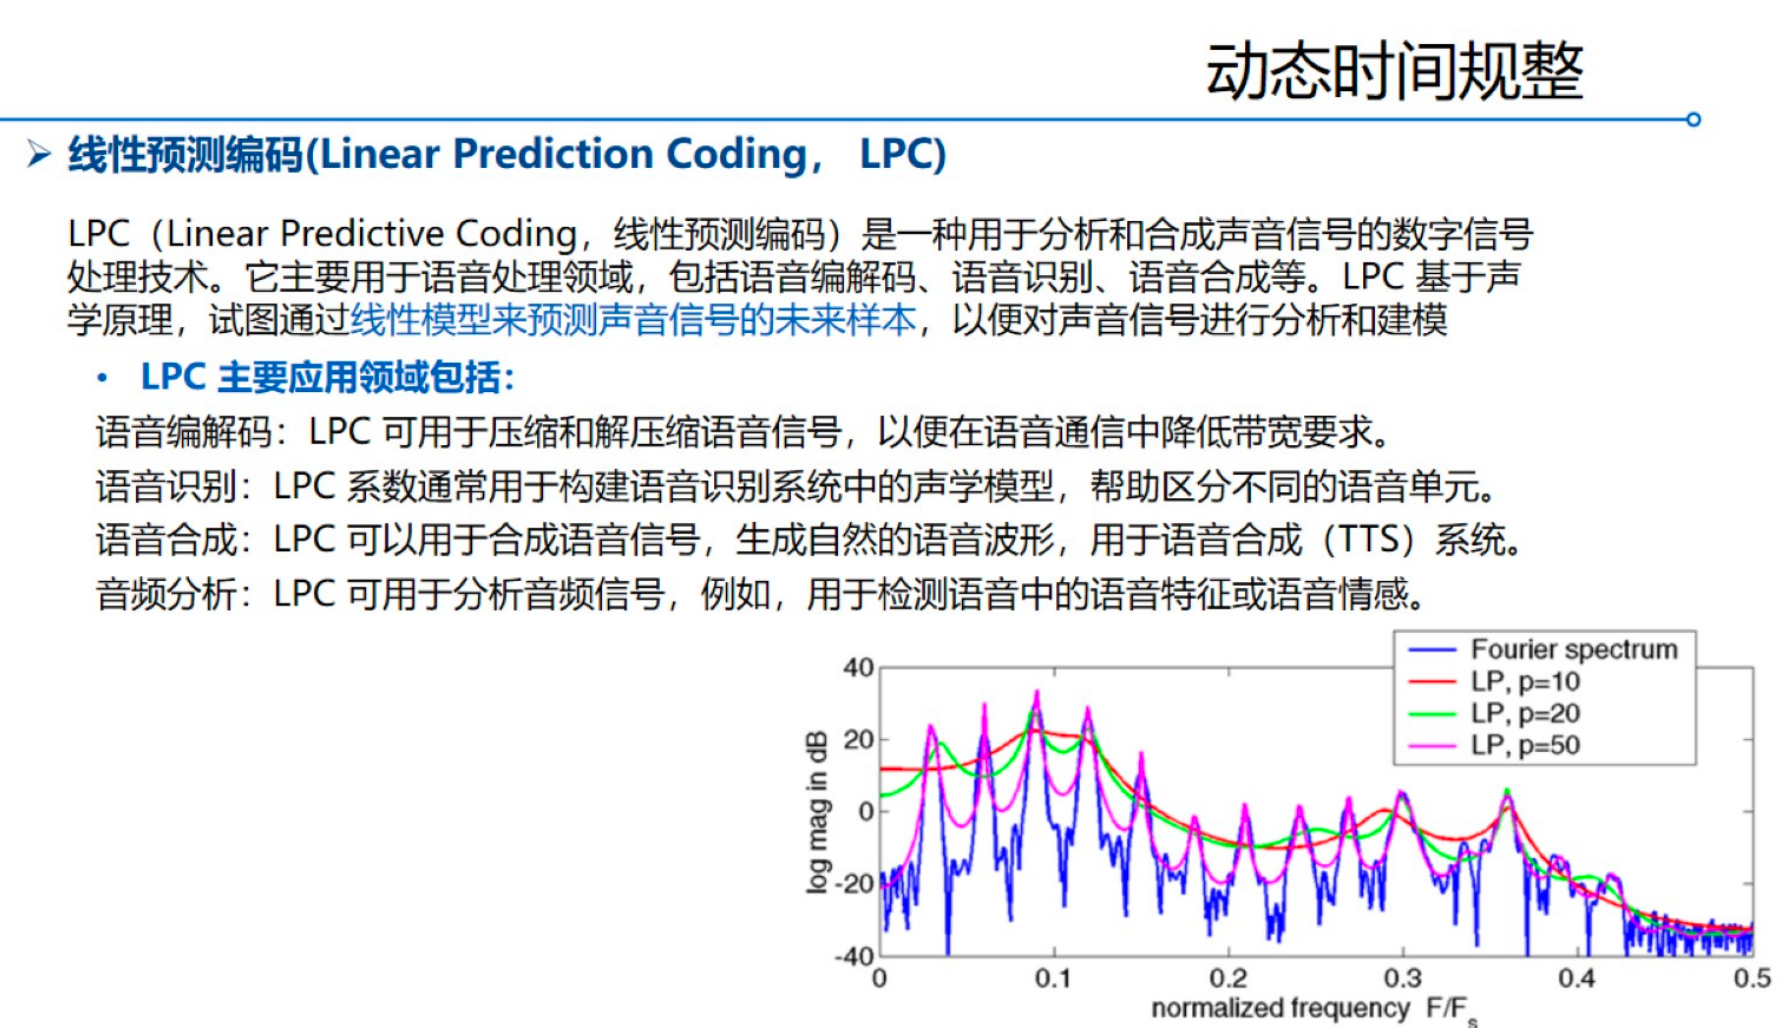 动态时间规整
线性预测编码(Linear Prediction Coding， LPC)
LPC（Linear Predictive Coding，线性预测编码）是一种用于分析和合成声音信号的数字信号
处理技术。它主要用于语音处理领域，包括语音编解码、语音识别、语音合成等。LPC 基于声
学原理，试图通过线性模型来预测声音信号的未来样本，以便对声音信号进行分析和建模
• LPC 主要应用领域包括：
语音编解码：LPC 可用于压缩和解压缩语音信号，以便在语音通信中降低带宽要求。
语音识别：LPC 系数通常用于构建语音识别系统中的声学模型，帮助区分不同的语音单元。
语音合成：LPC 可以用于合成语音信号，生成自然的语音波形，用于语音合成（TTS）系统。
音频分析：LPC 可用于分析音频信号，例如，用于检测语音中的语音特征或语音情感。
Fourier spectrum
LP, p=10
LP, p=20
LP, p=50
log mag in dB
40
20
0
-20
-40
0 0.1 0.2 0.3 0.4 0.5
normalized frequency F/Fs